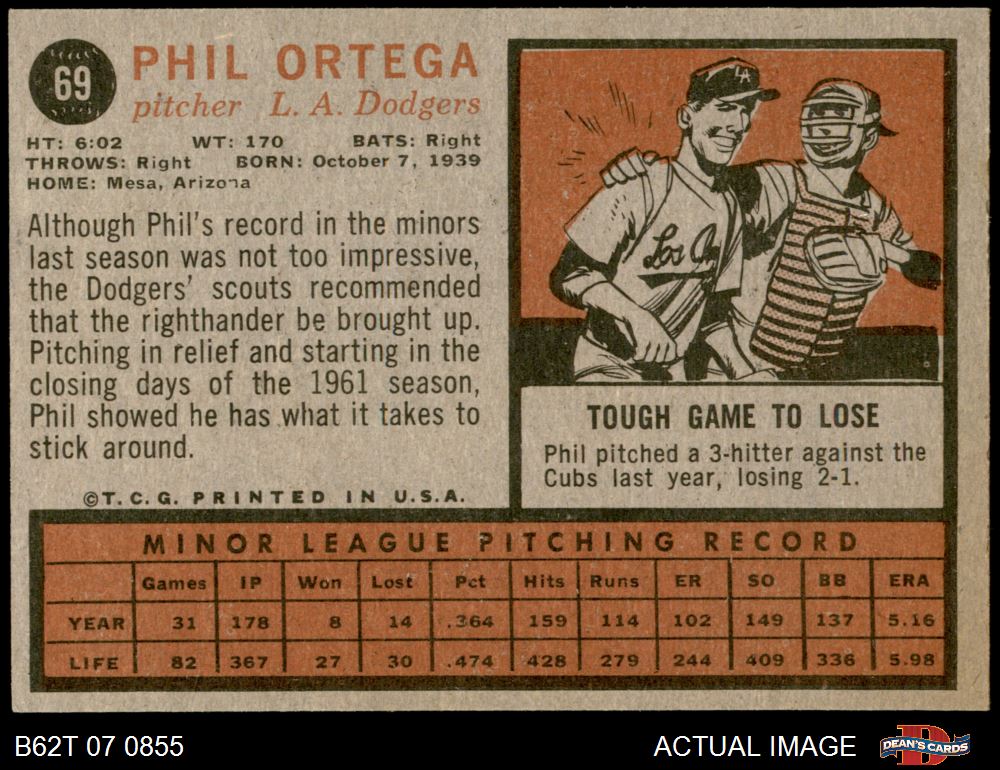 69
PHIL ORTEGA
pitcher L. A. Dodgers
HT: 6:02 WT: 170 BATS: Right
THROWS: Right BORN: October 7, 1939
HOME: Mesa, Arizona
Although Phil's record in the minors
last season was not too impressive,
the Dodgers' scouts recommended
that the righthander be brought up.
Pitching in relief and starting in the
closing days of the 1961 season,
Phil showed he has what it takes to
stick around.
©T. C. G. PRINTED IN U.S.A.
LA
Los An
TOUGH GAME TO LOSE
Phil pitched a 3-hitter against the
Cubs last year, losing 2-1.
MINOR LEAGUE PITCHING RECORD
Games IP Won Lost Pct Hits Runs ER SO BB ERA
YEAR 31 178 8 14 .364 159 114 102 149 137 5.16
LIFE 82 367 27 30 .474 428 279 244 409 336 5.98
B62T 07 0855
ACTUAL IMAGE
D
DEAN'S CARDS